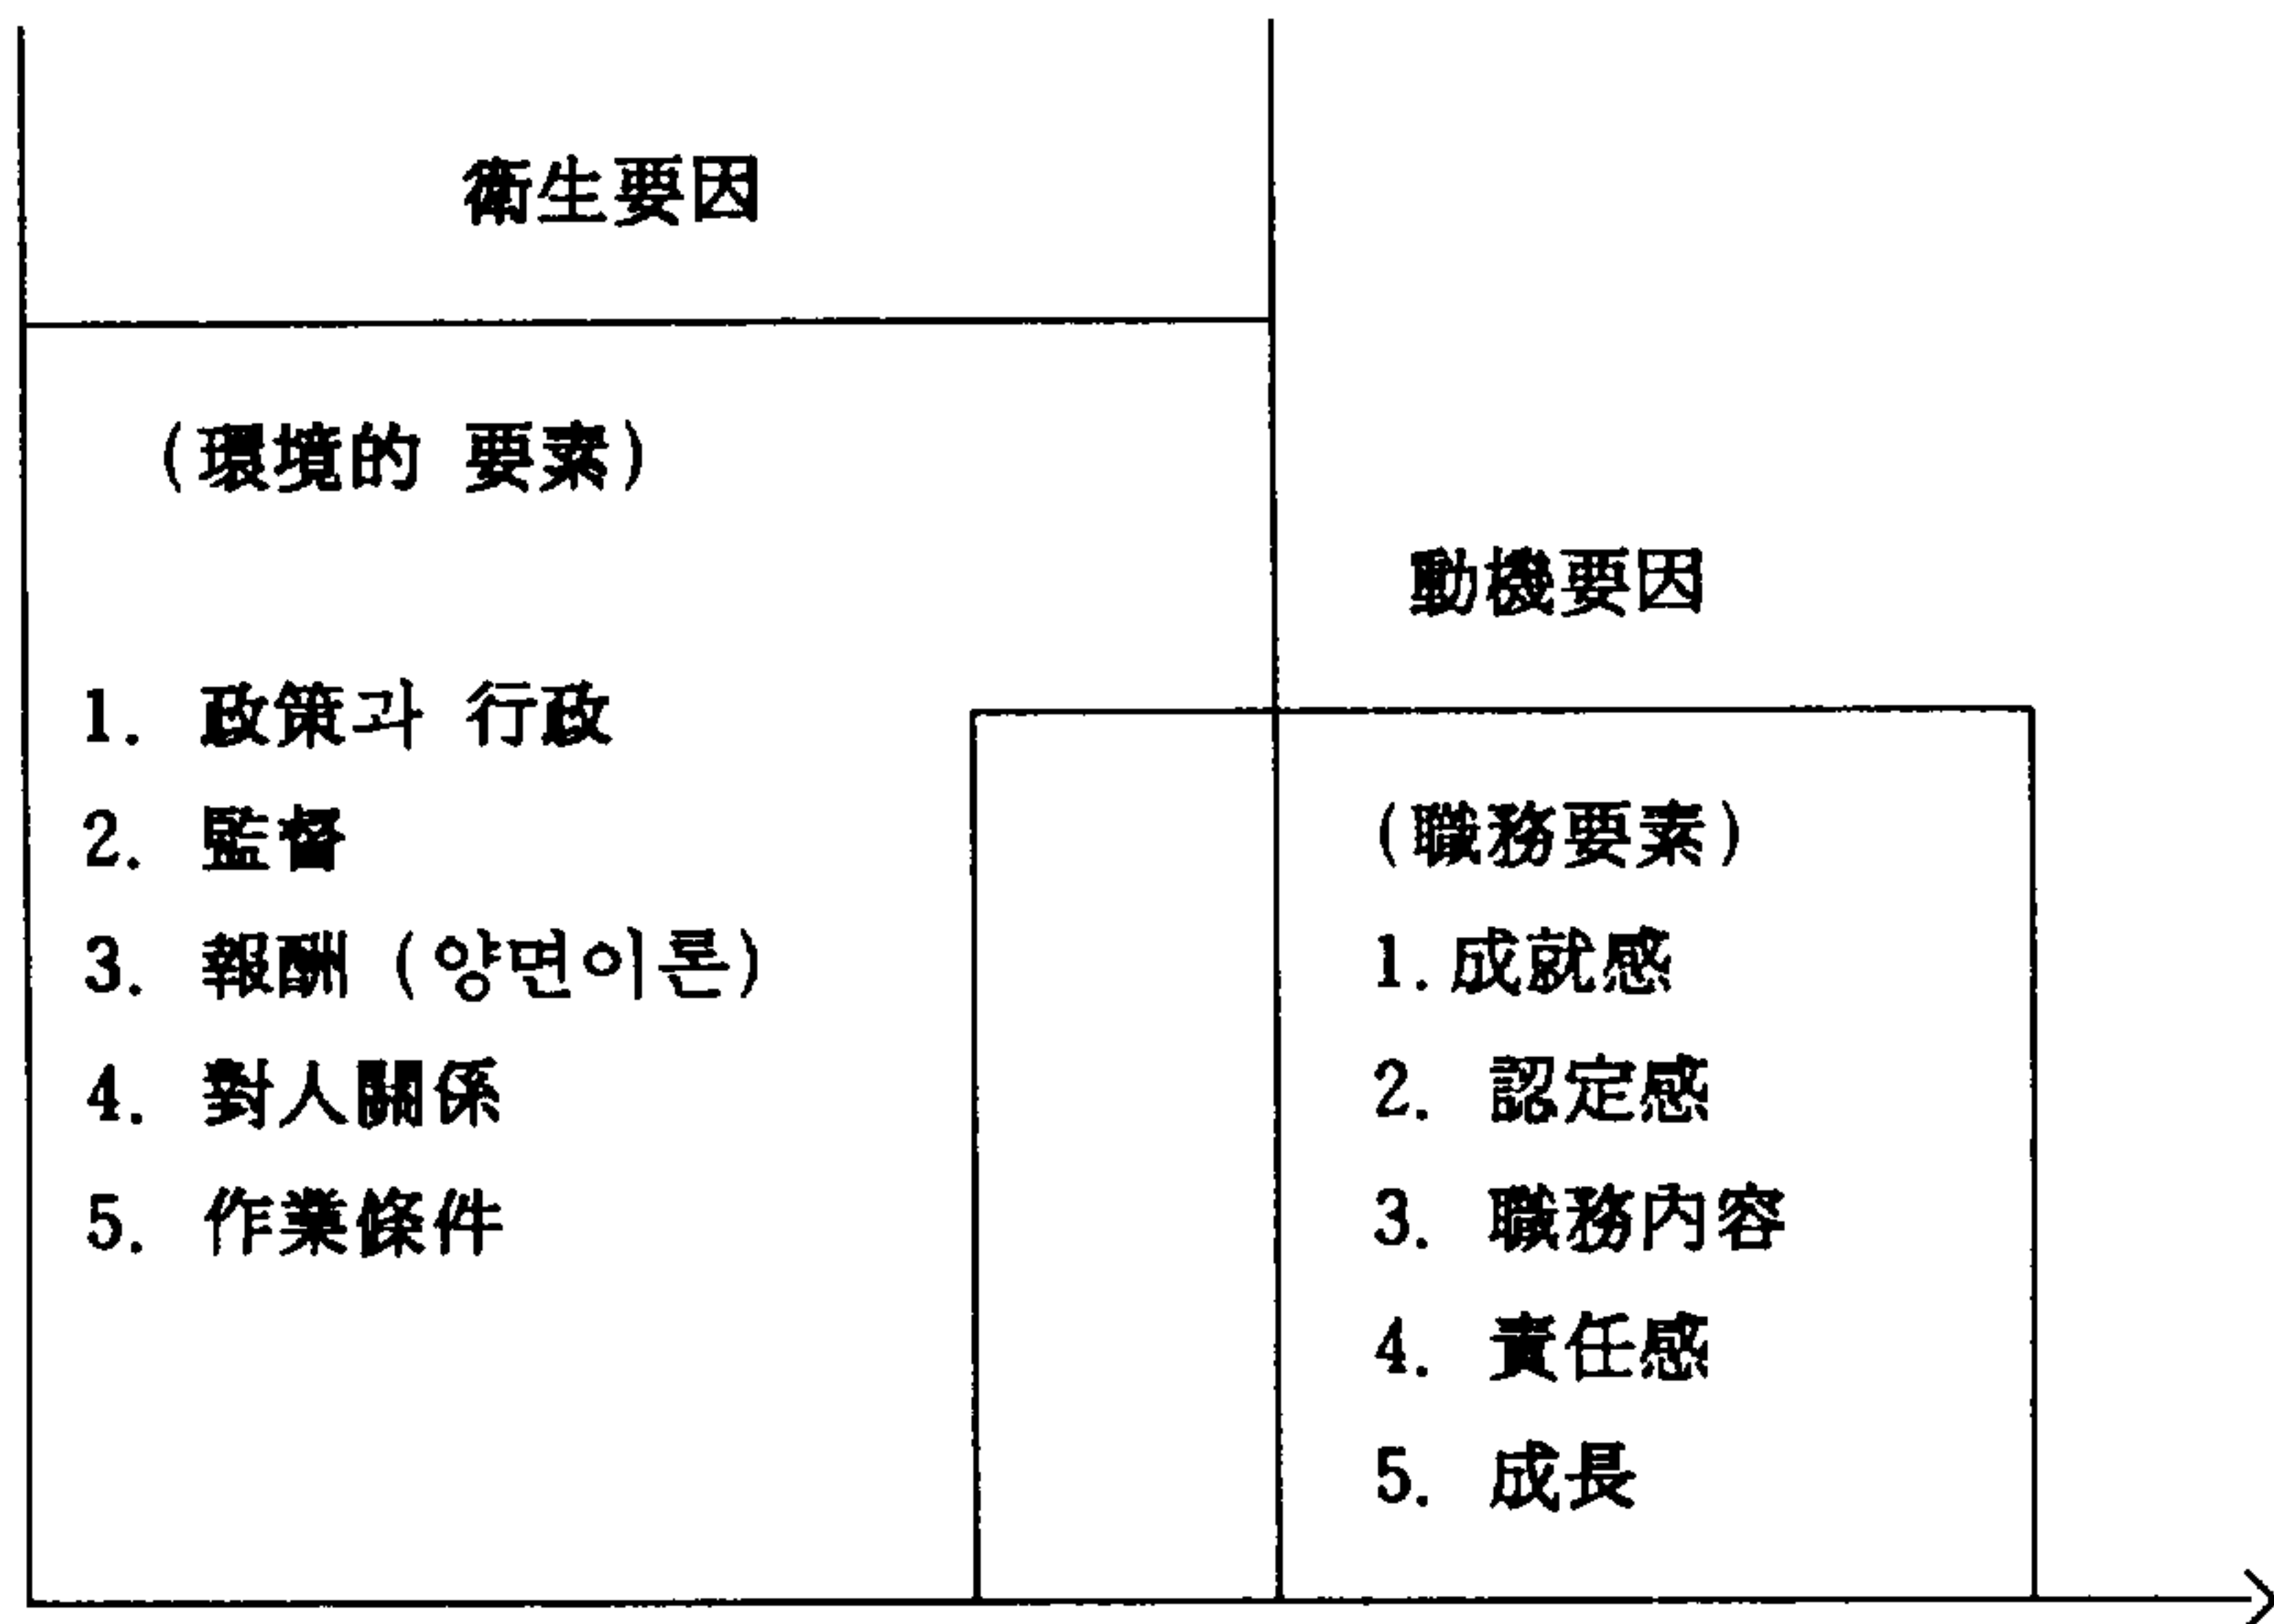 衛生要因
(環境的 要素)
1. 政策과 行政
2. 監督
3. 報酬 (양면이론)
4. 對人關係
5. 作業條件
動機要因
(職務要素)
1. 成就感
2. 認定感
3. 職務內容
4. 責任感
5. 成長